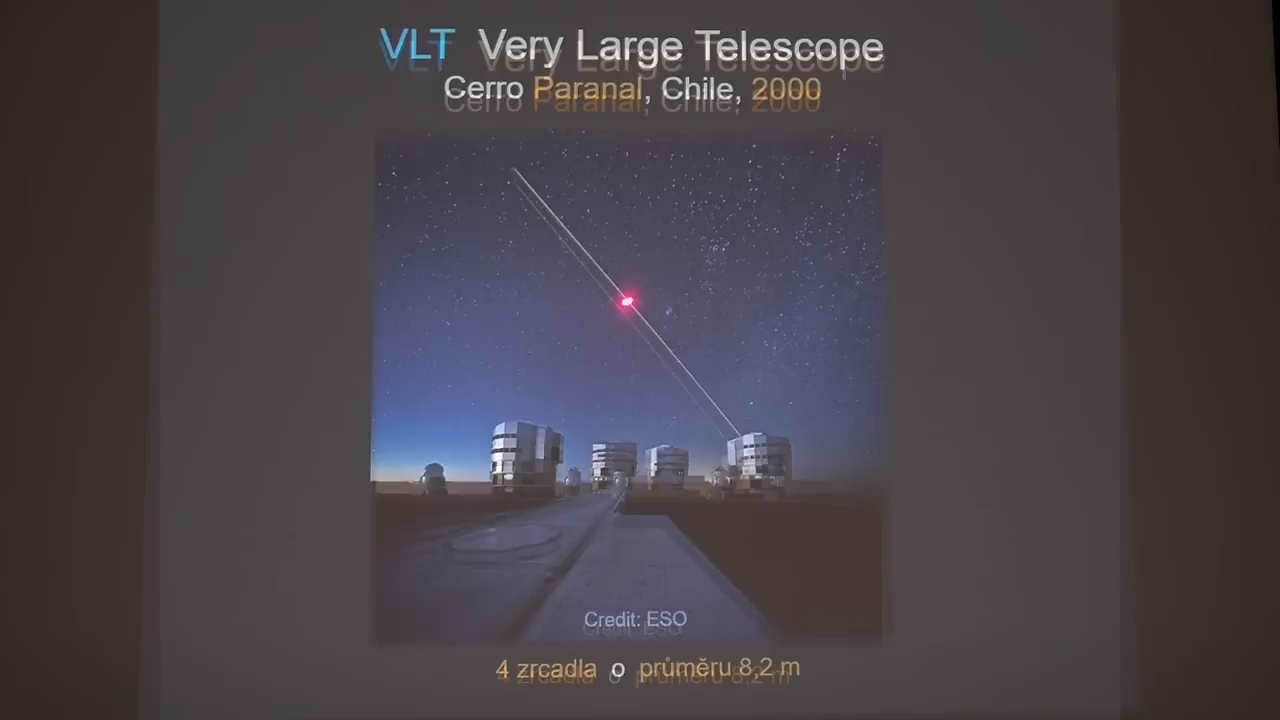 VLT Very Large Telescope
Cerro Paranal, Chile, 2000
Credit: ESO
4 zrcadla o průměru 8,2 m